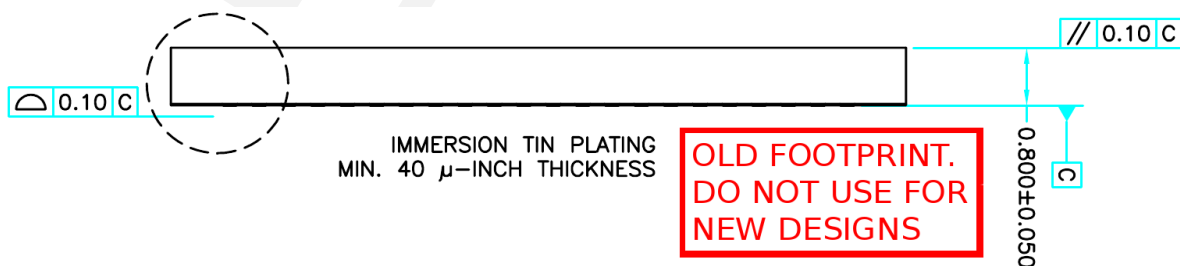 // 0.10 C
⌓ 0.10 C
IMMERSION TIN PLATING
MIN. 40 μ-INCH THICKNESS
OLD FOOTPRINT.
DO NOT USE FOR
NEW DESIGNS
0.800±0.050
C